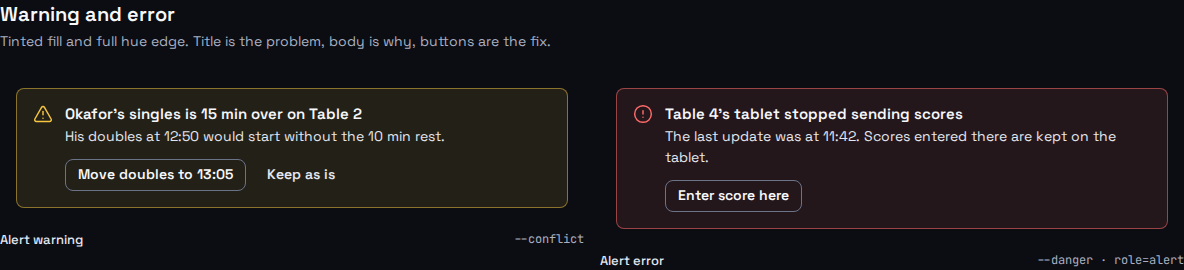 Warning and error
Tinted fill and full hue edge. Title is the problem, body is why, buttons are the fix.
Okafor’s singles is 15 min over on Table 2
His doubles at 12:50 would start without the 10 min rest.
Move doubles to 13:05
Keep as is
Alert warning
--conflict
Table 4’s tablet stopped sending scores
The last update was at 11:42. Scores entered there are kept on the
tablet.
Enter score here
Alert error
--danger · role=alert